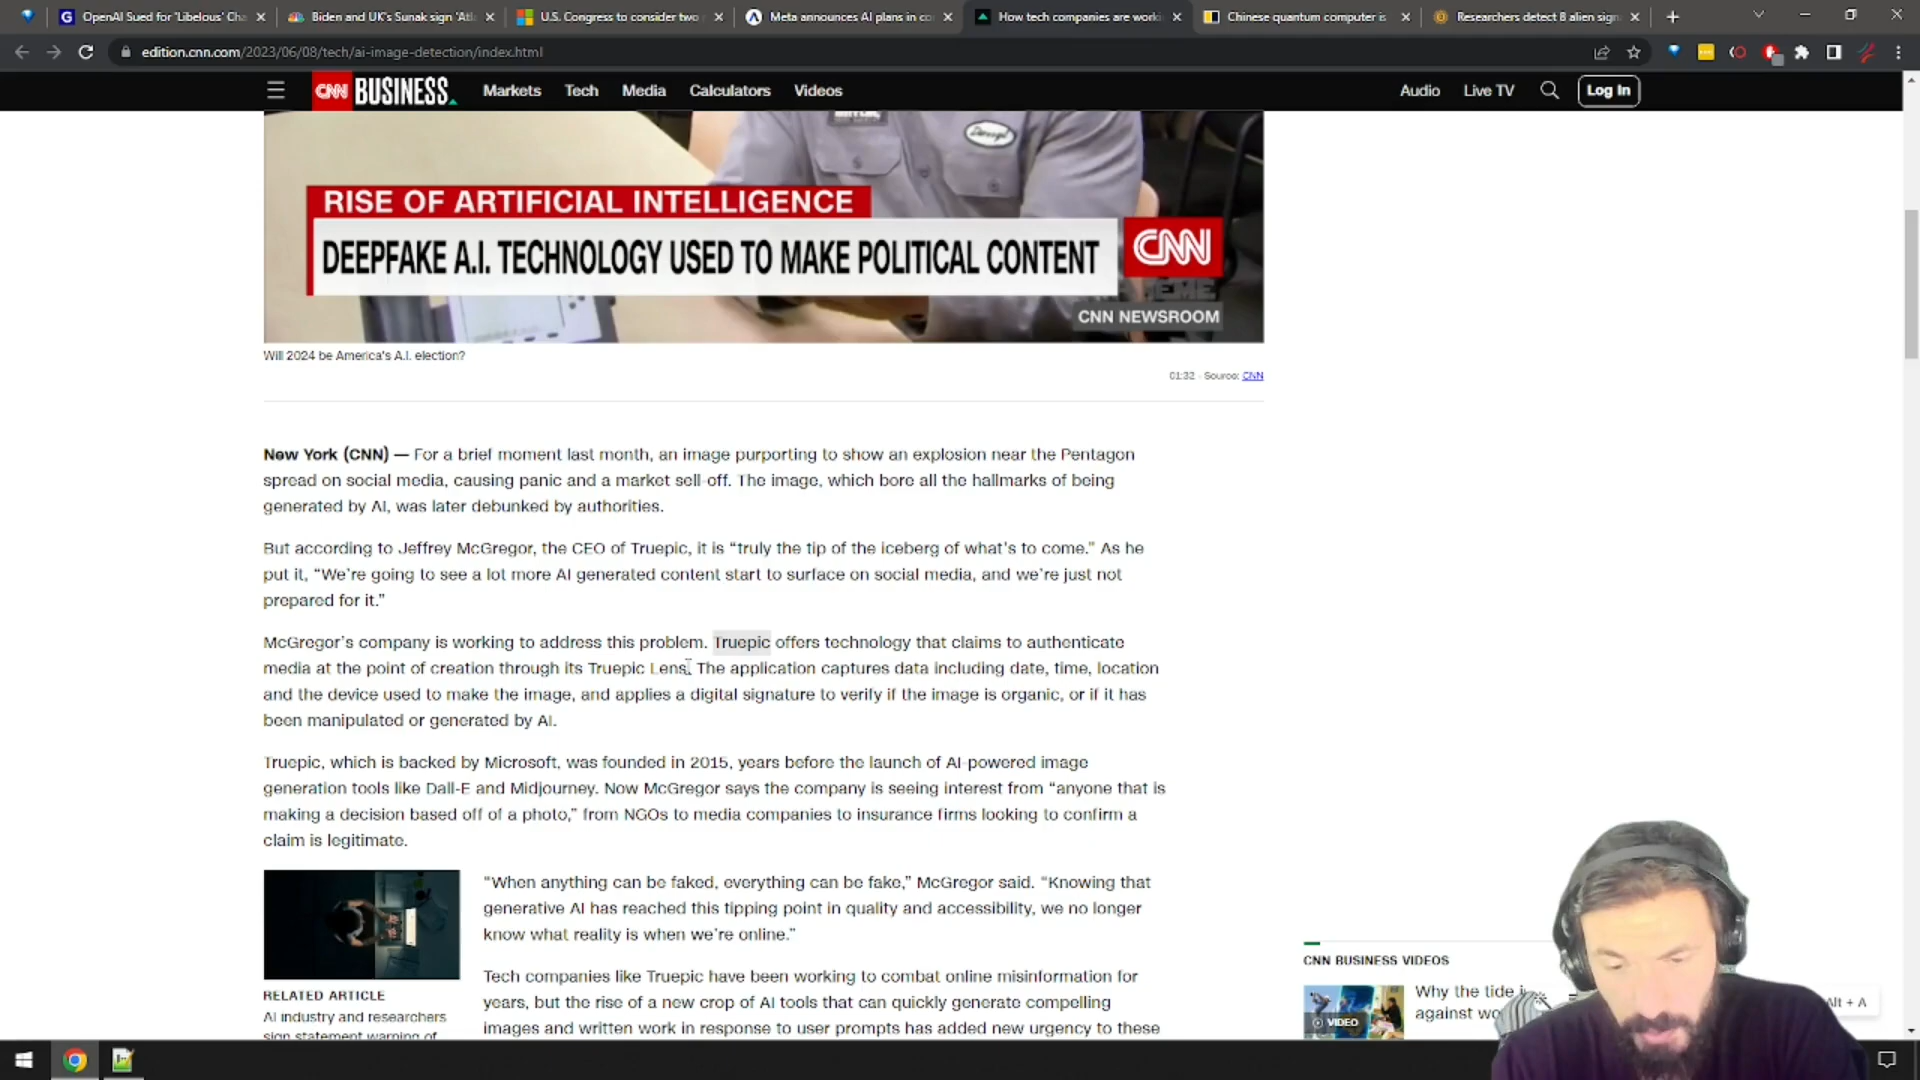 OpenAI Sued for 'Libelous' Cha
Biden and UK's Sunak sign 'Atl
U.S. Congress to consider two
Meta announces AI plans in co
How tech companies are worki
Chinese quantum computer is
Researchers detect 8 alien sign
edition.cnn.com/2023/06/08/tech/ai-image-detection/index.html
CNN BUSINESS
Markets
Tech
Media
Calculators
Videos
Audio
Live TV
Log In
RISE OF ARTIFICIAL INTELLIGENCE
DEEPFAKE A.I. TECHNOLOGY USED TO MAKE POLITICAL CONTENT
CNN
CNN NEWSROOM
Will 2024 be America's A.I. election?
01:32 - Source: CNN
New York (CNN) — For a brief moment last month, an image purporting to show an explosion near the Pentagon
spread on social media, causing panic and a market sell-off. The image, which bore all the hallmarks of being
generated by AI, was later debunked by authorities.
But according to Jeffrey McGregor, the CEO of Truepic, it is “truly the tip of the iceberg of what’s to come.” As he
put it, “We’re going to see a lot more AI generated content start to surface on social media, and we’re just not
prepared for it.”
McGregor’s company is working to address this problem. Truepic offers technology that claims to authenticate
media at the point of creation through its Truepic Lens. The application captures data including date, time, location
and the device used to make the image, and applies a digital signature to verify if the image is organic, or if it has
been manipulated or generated by AI.
Truepic, which is backed by Microsoft, was founded in 2015, years before the launch of AI-powered image
generation tools like Dall-E and Midjourney. Now McGregor says the company is seeing interest from “anyone that is
making a decision based off of a photo,” from NGOs to media companies to insurance firms looking to confirm a
claim is legitimate.
“When anything can be faked, everything can be fake,” McGregor said. “Knowing that
generative AI has reached this tipping point in quality and accessibility, we no longer
know what reality is when we’re online.”
Tech companies like Truepic have been working to combat online misinformation for
years, but the rise of a new crop of AI tools that can quickly generate compelling
images and written work in response to user prompts has added new urgency to these
RELATED ARTICLE
AI industry and researchers
sign statement warning of
CNN BUSINESS VIDEOS
VIDEO
Why the tide i
against wo
Alt + A